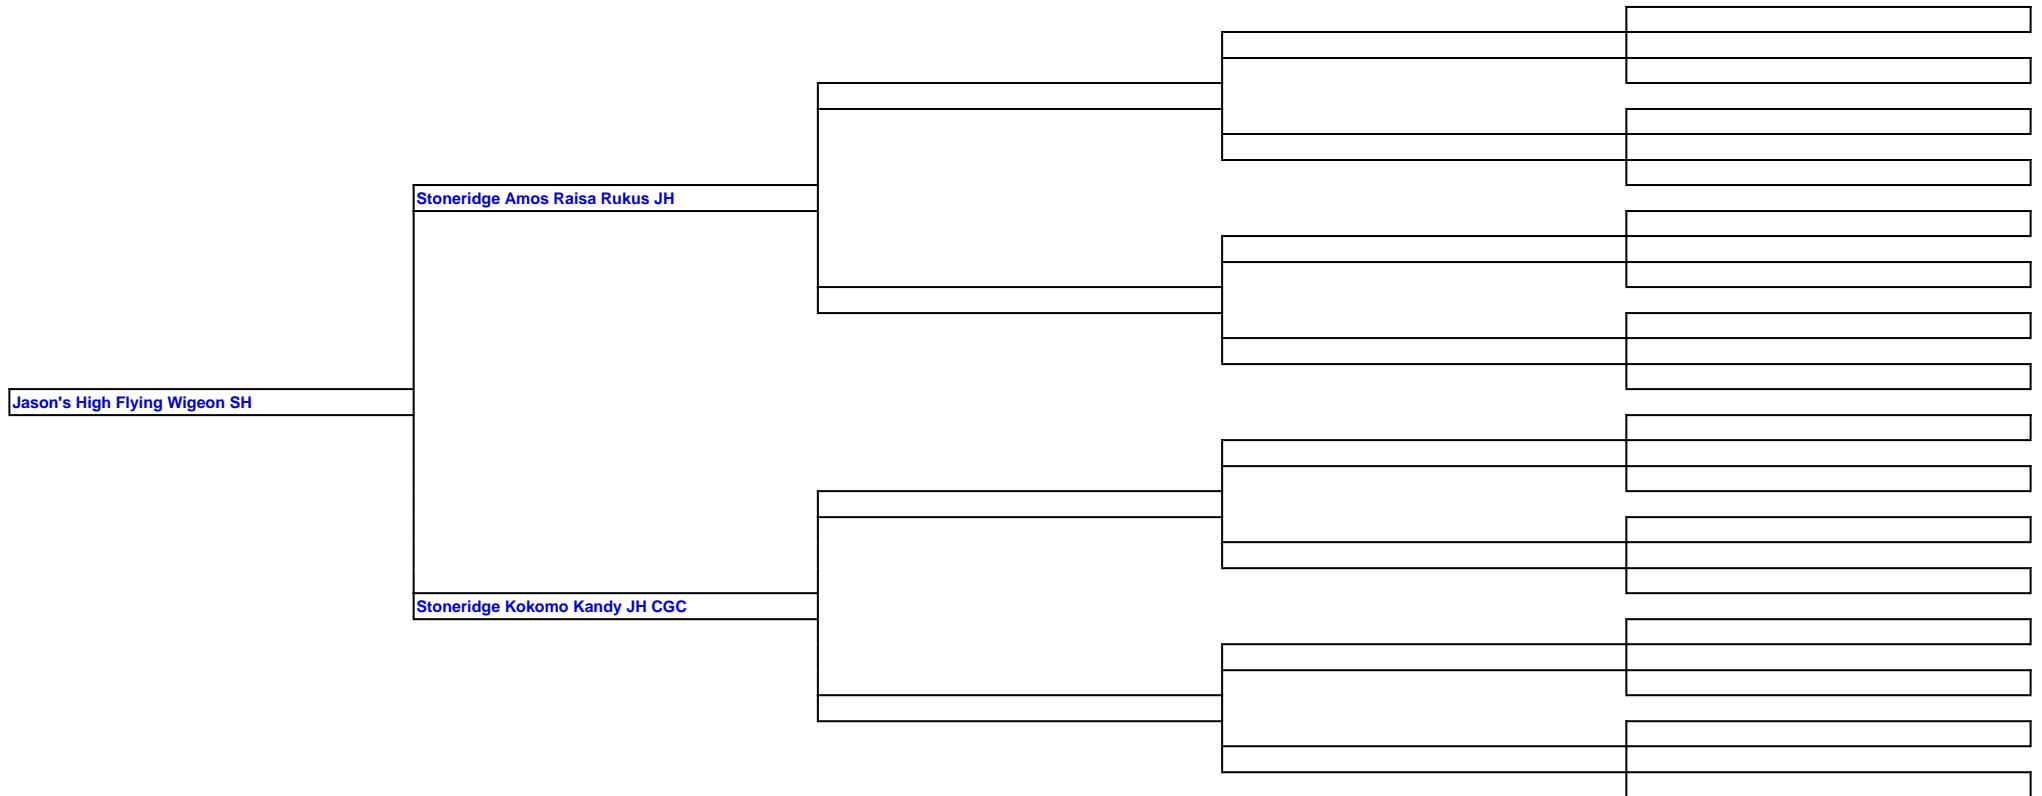 Stoneridge Amos Raisa Rukus JH
Jason's High Flying Wigeon SH
Stoneridge Kokomo Kandy JH CGC